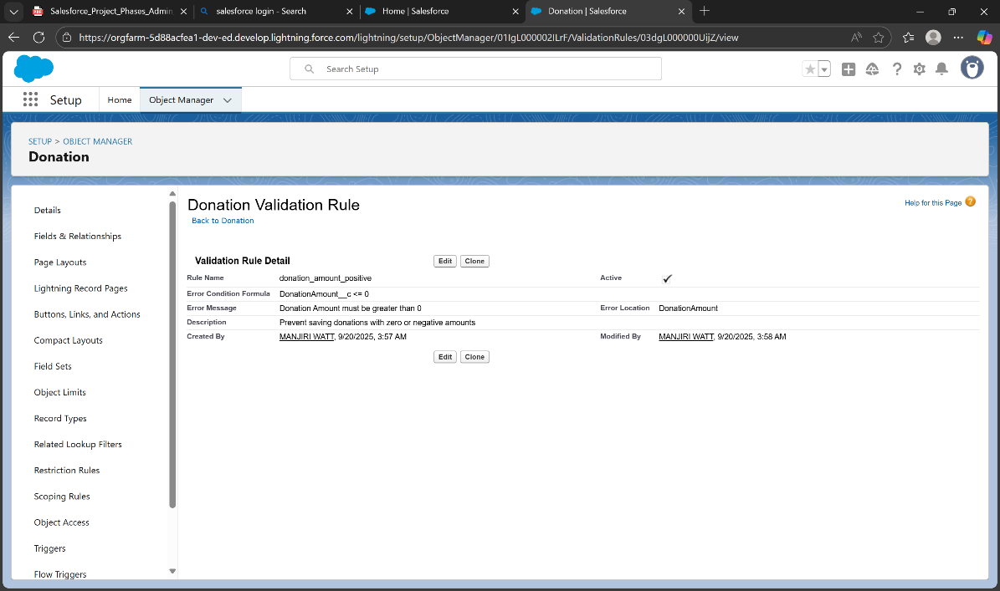 Salesforce_Project_Phases_Admin
salesforce login - Search
Home | Salesforce
Donation | Salesforce
https://orgfarm-5d88acfea1-dev-ed.develop.lightning.force.com/lightning/setup/ObjectManager/01IgL000002ILrF/ValidationRules/03dgL000000UijZ/view
Search Setup
Setup
Home
Object Manager
SETUP > OBJECT MANAGER
Donation
Details
Fields & Relationships
Page Layouts
Lightning Record Pages
Buttons, Links, and Actions
Compact Layouts
Field Sets
Object Limits
Record Types
Related Lookup Filters
Restriction Rules
Scoping Rules
Object Access
Triggers
Flow Triggers
Donation Validation Rule
Help for this Page ?
Back to Donation
Validation Rule Detail
Edit Clone
Rule Name donation_amount_positive Active
Error Condition Formula DonationAmount__c <= 0
Error Message Donation Amount must be greater than 0 Error Location DonationAmount
Description Prevent saving donations with zero or negative amounts
Created By MANJIRI WATT, 9/20/2025, 3:57 AM Modified By MANJIRI WATT, 9/20/2025, 3:58 AM
Edit Clone